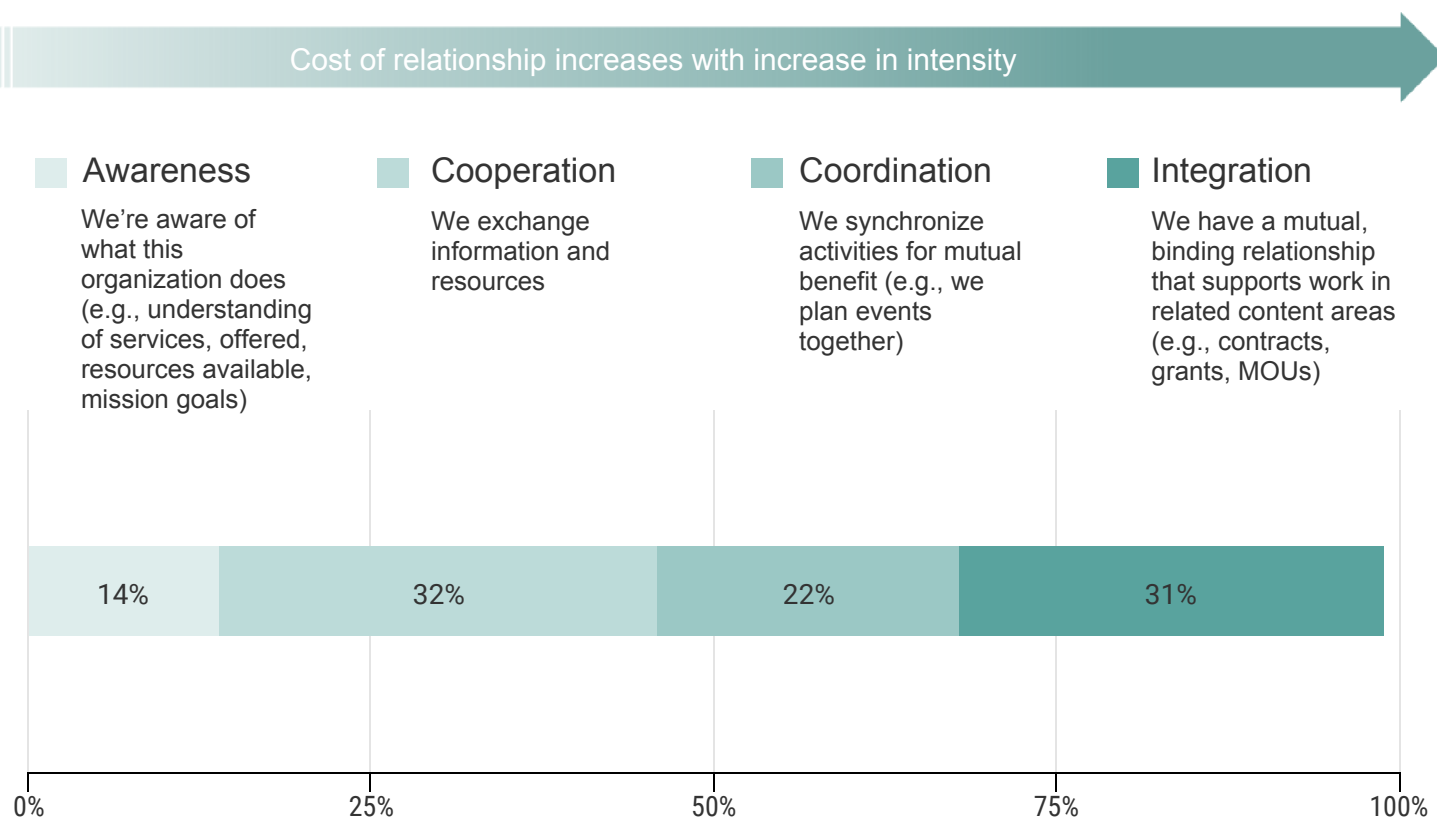 Cost of relationship increases with increase in intensity
Awareness
We're aware of
what this
organization does
(e.g., understanding
of services, offered,
resources available,
mission goals)
Cooperation
We exchange
information and
resources
Coordination
We synchronize
activities for mutual
benefit (e.g., we
plan events
together)
Integration
We have a mutual,
binding relationship
that supports work in
related content areas
(e.g., contracts,
grants, MOUs)
14%
32%
22%
31%
0%
25%
50%
75%
100%